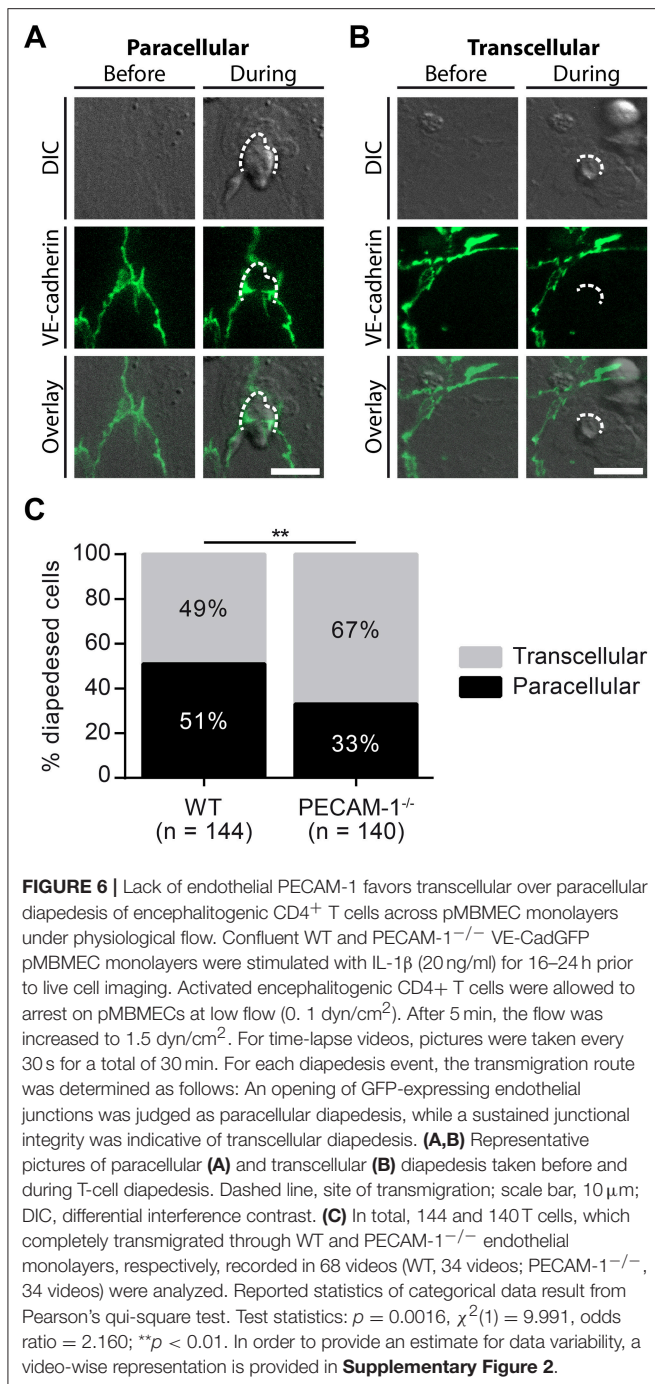 A
Paracellular
Before During
DIC
VE-cadherin
Overlay
B
Transcellular
Before During
DIC
VE-cadherin
Overlay
C
**
% diapedesed cells
100
80
60
40
20
0
49%
51%
67%
33%
WT
(n = 144)
PECAM-1-/-
(n = 140)
Transcellular
Paracellular
FIGURE 6 | Lack of endothelial PECAM-1 favors transcellular over paracellular
diapedesis of encephalitogenic CD4+ T cells across pMBMEC monolayers
under physiological flow. Confluent WT and PECAM-1−/− VE-CadGFP
pMBMEC monolayers were stimulated with IL-1β (20 ng/ml) for 16–24 h prior
to live cell imaging. Activated encephalitogenic CD4+ T cells were allowed to
arrest on pMBMECs at low flow (0. 1 dyn/cm2). After 5 min, the flow was
increased to 1.5 dyn/cm2. For time-lapse videos, pictures were taken every
30 s for a total of 30 min. For each diapedesis event, the transmigration route
was determined as follows: An opening of GFP-expressing endothelial
junctions was judged as paracellular diapedesis, while a sustained junctional
integrity was indicative of transcellular diapedesis. (A,B) Representative
pictures of paracellular (A) and transcellular (B) diapedesis taken before and
during T-cell diapedesis. Dashed line, site of transmigration; scale bar, 10 μm;
DIC, differential interference contrast. (C) In total, 144 and 140 T cells, which
completely transmigrated through WT and PECAM-1−/− endothelial
monolayers, respectively, recorded in 68 videos (WT, 34 videos; PECAM-1−/−,
34 videos) were analyzed. Reported statistics of categorical data result from
Pearson's qui-square test. Test statistics: p = 0.0016, χ2(1) = 9.991, odds
ratio = 2.160; **p < 0.01. In order to provide an estimate for data variability, a
video-wise representation is provided in Supplementary Figure 2.